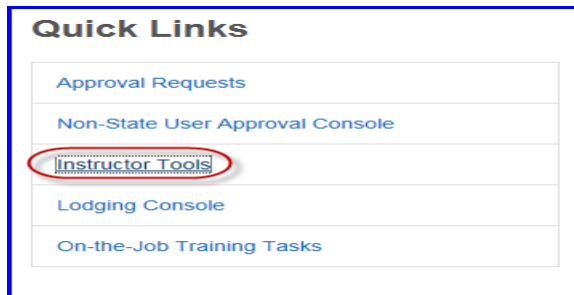 Quick Links
Approval Requests
Non-State User Approval Console
Instructor Tools
Lodging Console
On-the-Job Training Tasks